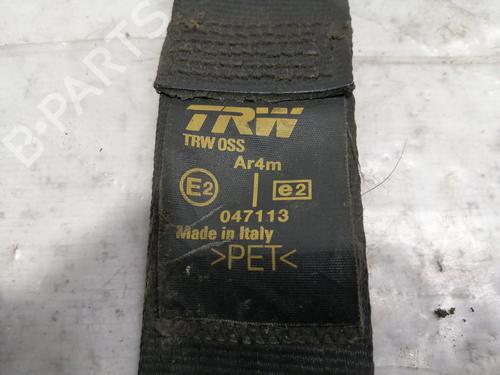 TRW
TRW OSS
Ar4m
E2 | e2
047113
Made in Italy
>PET<
B-PARTS